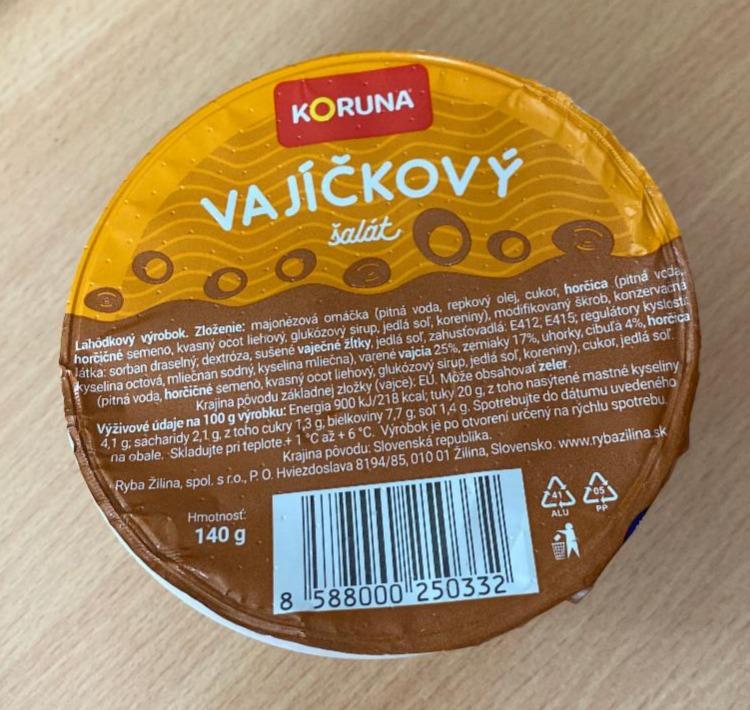 KORUNA
VAJÍČKOVÝ
šalát
Lahôdkový výrobok. Zloženie: majonézová omáčka (pitná voda, repkový olej, cukor, horčica (pitná voda,
horčičné semeno, kvasný ocot liehový, glukózový sirup, jedlá soľ, koreniny), modifikovaný škrob, konzervačná
látka: sorban draselný; dextróza, sušené vaječné žĺtky, jedlá soľ, zahusťovadlá: E412, E415; regulátory kyslosti:
kyselina octová, mliečnan sodný, kyselina mliečna), varené vajcia 25%, zemiaky 17%, uhorky, cibuľa 4%, horčica
(pitná voda, horčičné semeno, kvasný ocot liehový, glukózový sirup, jedlá soľ, koreniny), cukor, jedlá soľ.
Krajina pôvodu základnej zložky (vajce): EÚ. Môže obsahovať zeler.
Výživové údaje na 100 g výrobku: Energia 900 kJ/218 kcal; tuky 20 g, z toho nasýtené mastné kyseliny
4,1 g; sacharidy 2,1 g, z toho cukry 1,3 g; bielkoviny 7,7 g; soľ 1,4 g. Spotrebujte do dátumu uvedeného
na obale. Skladujte pri teplote + 1 °C až + 6 °C. Výrobok je po otvorení určený na rýchlu spotrebu.
Krajina pôvodu: Slovenská republika.
Ryba Žilina, spol. s r.o., P. O. Hviezdoslava 8194/85, 010 01 Žilina, Slovensko. www.rybazilina.sk
Hmotnosť:
140 g
41
ALU
05
PP
8 588000 250332